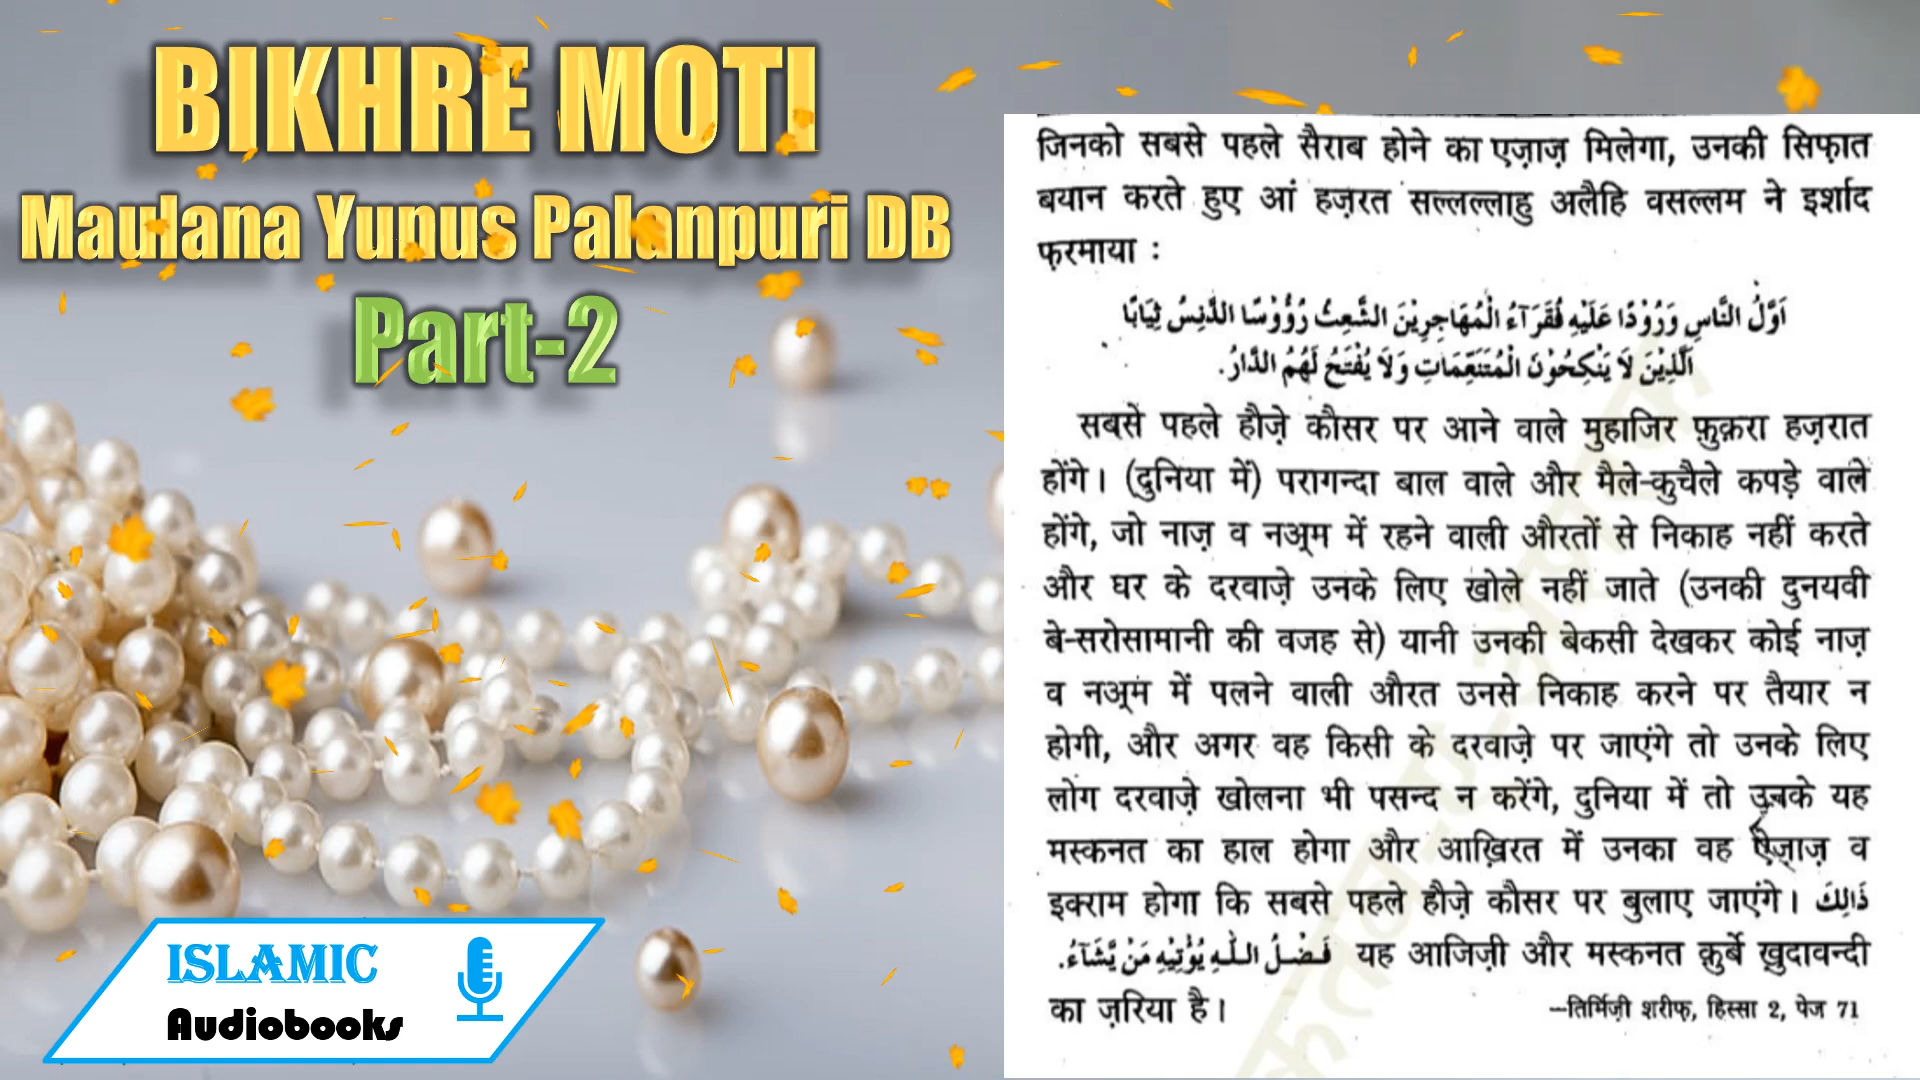 BIKHRE MOTI
Maulana Yunus Palanpuri DB
Part-2
ISLAMIC
Audiobooks
जिनको सबसे पहले सैराब होने का एज़ाज़ मिलेगा, उनकी सिफ़ात
बयान करते हुए आं हज़रत सल्लल्लाहु अलैहि वसल्लम ने इर्शाद
फ़रमाया :
اَوَّلُ النَّاسِ وَرُوْدًا عَلَيْهِ فُقَرَآءُ الْمُهَاجِرِيْنَ الشَّعِثُ رُؤُوْسًا الدَّنِسُ ثِيَابًا
اَلَّذِيْنَ لَا يَنْكِحُوْنَ الْمُتَنَعِّمَاتِ وَلَا يُفْتَحُ لَهُمُ الدَّارُ.
सबसे पहले हौज़े कौसर पर आने वाले मुहाजिर फ़ुक़रा हज़रात
होंगे। (दुनिया में) परागन्दा बाल वाले और मैले-कुचैले कपड़े वाले
होंगे, जो नाज़ व नअ्म में रहने वाली औरतों से निकाह नहीं करते
और घर के दरवाज़े उनके लिए खोले नहीं जाते (उनकी दुनयवी
बे-सरोसामानी की वजह से) यानी उनकी बेकसी देखकर कोई नाज़
व नअ्म में पलने वाली औरत उनसे निकाह करने पर तैयार न
होगी, और अगर वह किसी के दरवाज़े पर जाएंगे तो उनके लिए
लोग दरवाज़े खोलना भी पसन्द न करेंगे, दुनिया में तो उनके यह
मस्कनत का हाल होगा और आख़िरत में उनका वह ऐज़ाज़ व
इक्राम होगा कि सबसे पहले हौज़े कौसर पर बुलाए जाएंगे। ذَالِكَ
فَضْلُ اللّٰهِ يُؤْتِيْهِ مَنْ يَّشَآءُ. यह आजिज़ी और मस्कनत क़ुर्बे ख़ुदावन्दी
का ज़रिया है।
—तिर्मिज़ी शरीफ़, हिस्सा 2, पेज 71